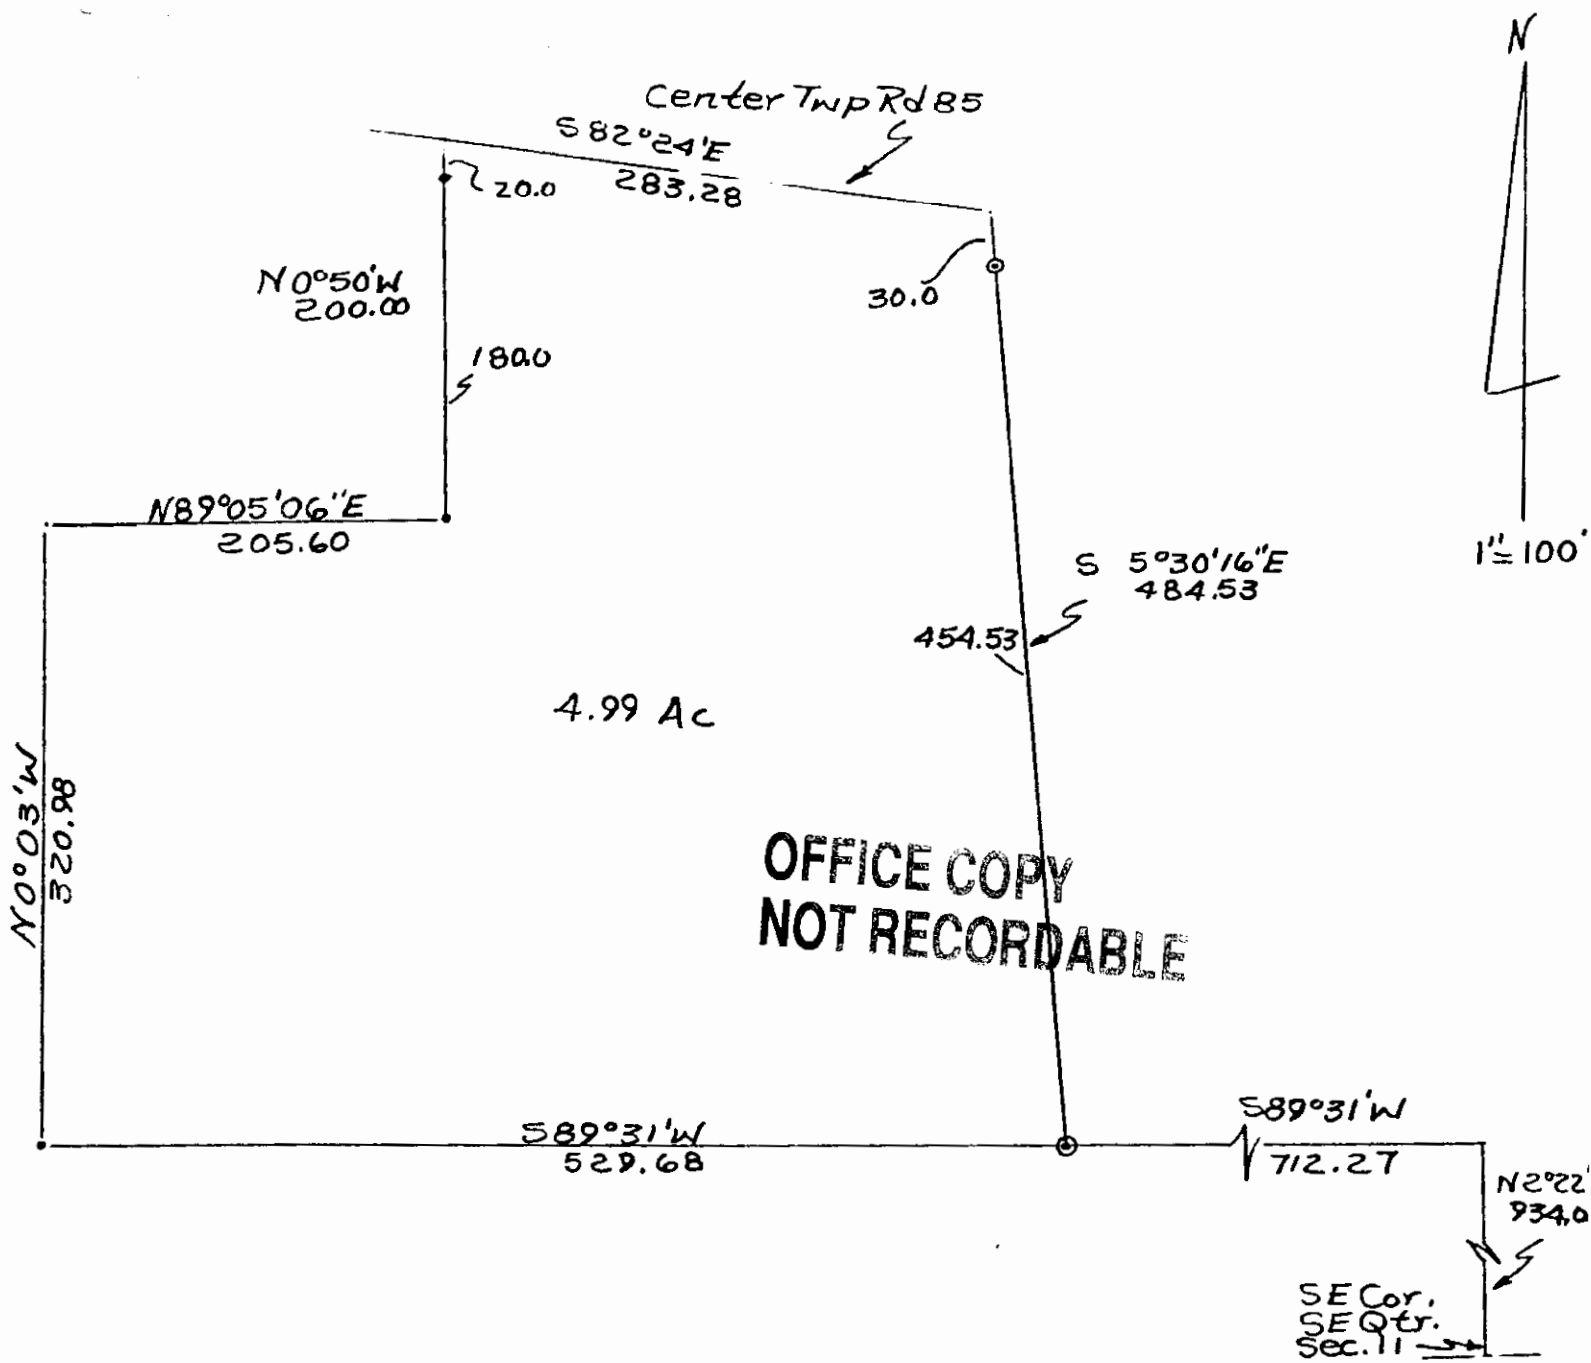 N
Center Twp Rd 85
S 82°24'E
283.28
20.0
N 0°50'W
200.00
30.0
180.0
N89°05'06"E
205.60
1"=100'
S 5°30'16"E
484.53
454.53
4.99 Ac
N0°03'W
320.98
OFFICE COPY
NOT RECORDABLE
S89°31'W
529.68
S89°31'W
712.27
N2°22'
934.0
SE Cor.
SE Qtr.
Sec. 11